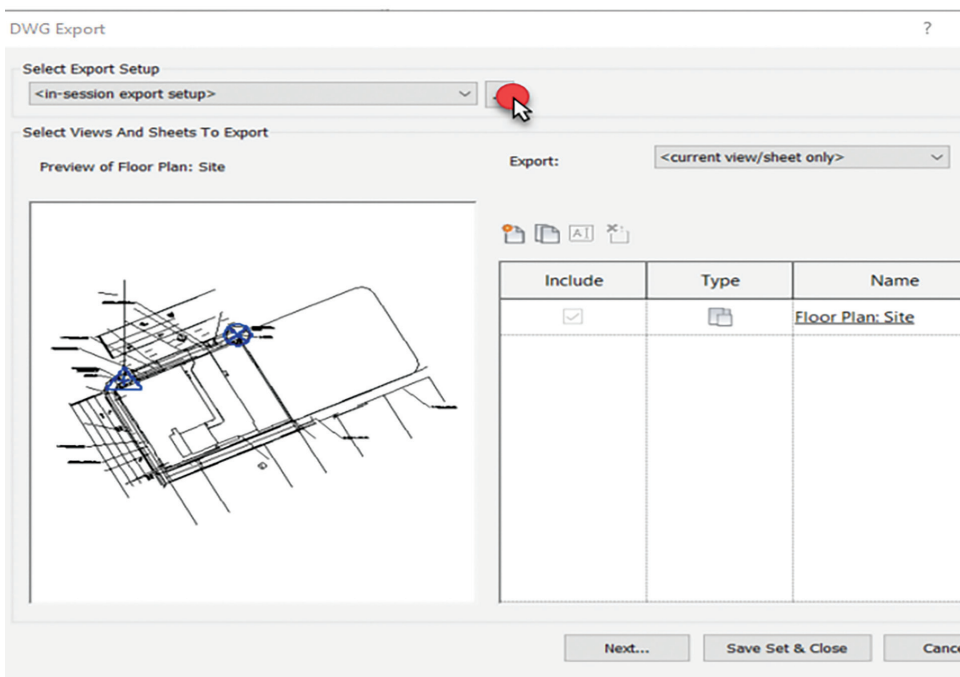 DWG Export
?
Select Export Setup
<in-session export setup>
Select Views And Sheets To Export
Preview of Floor Plan: Site
Export:
<current view/sheet only>
Include Type Name
Floor Plan: Site
Next... Save Set & Close Cance